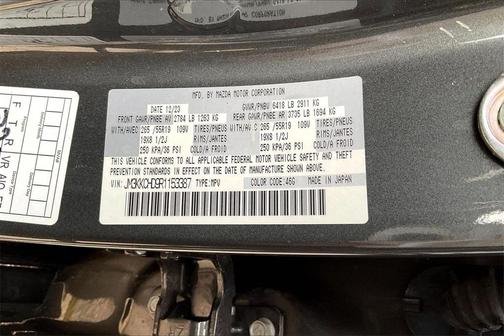 MFG. BY MAZDA MOTOR CORPORATION
DATE 12/23 GVWR/PNBV 6418 LB 2911 KG
FRONT GAWR/PNBE AV 2784 LB 1263 KG REAR GAWR/PNBE AR 3735 LB 1694 KG
WITH/AVEC 265 /55R19 109V TIRES/PNEUS WITH/AVEC 265 /55R19 109V TIRES/PNEUS
19X8 1/2J RIMS/JANTES 19X8 1/2J RIMS/JANTES
250 KPA/36 PSI COLD/A FROID 250 KPA/36 PSI COLD/A FROID
THIS VEHICLE CONFORMS TO ALL APPLICABLE FEDERAL MOTOR VEHICLE SAFETY, BUMPER, AND THEFT
PREVENTION STANDARDS IN EFFECT ON THE DATE OF MANUFACTURE SHOWN ABOVE.
JM3KKCHD9R1153387 TYPE:MPV COLOR CODE:46G MADE IN JAPAN